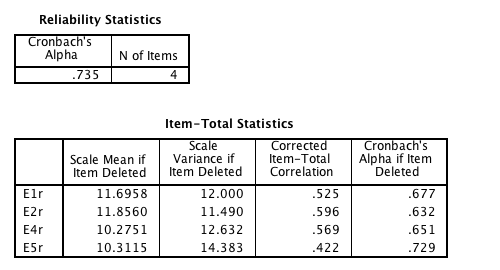 Reliability Statistics
Cronbach's
Alpha N of Items
.735 4
Item-Total Statistics
Scale Mean if
Item Deleted Scale
Variance if
Item Deleted Corrected
Item-Total
Correlation Cronbach's
Alpha if Item
Deleted
E1r 11.6958 12.000 .525 .677
E2r 11.8560 11.490 .596 .632
E4r 10.2751 12.632 .569 .651
E5r 10.3115 14.383 .422 .729